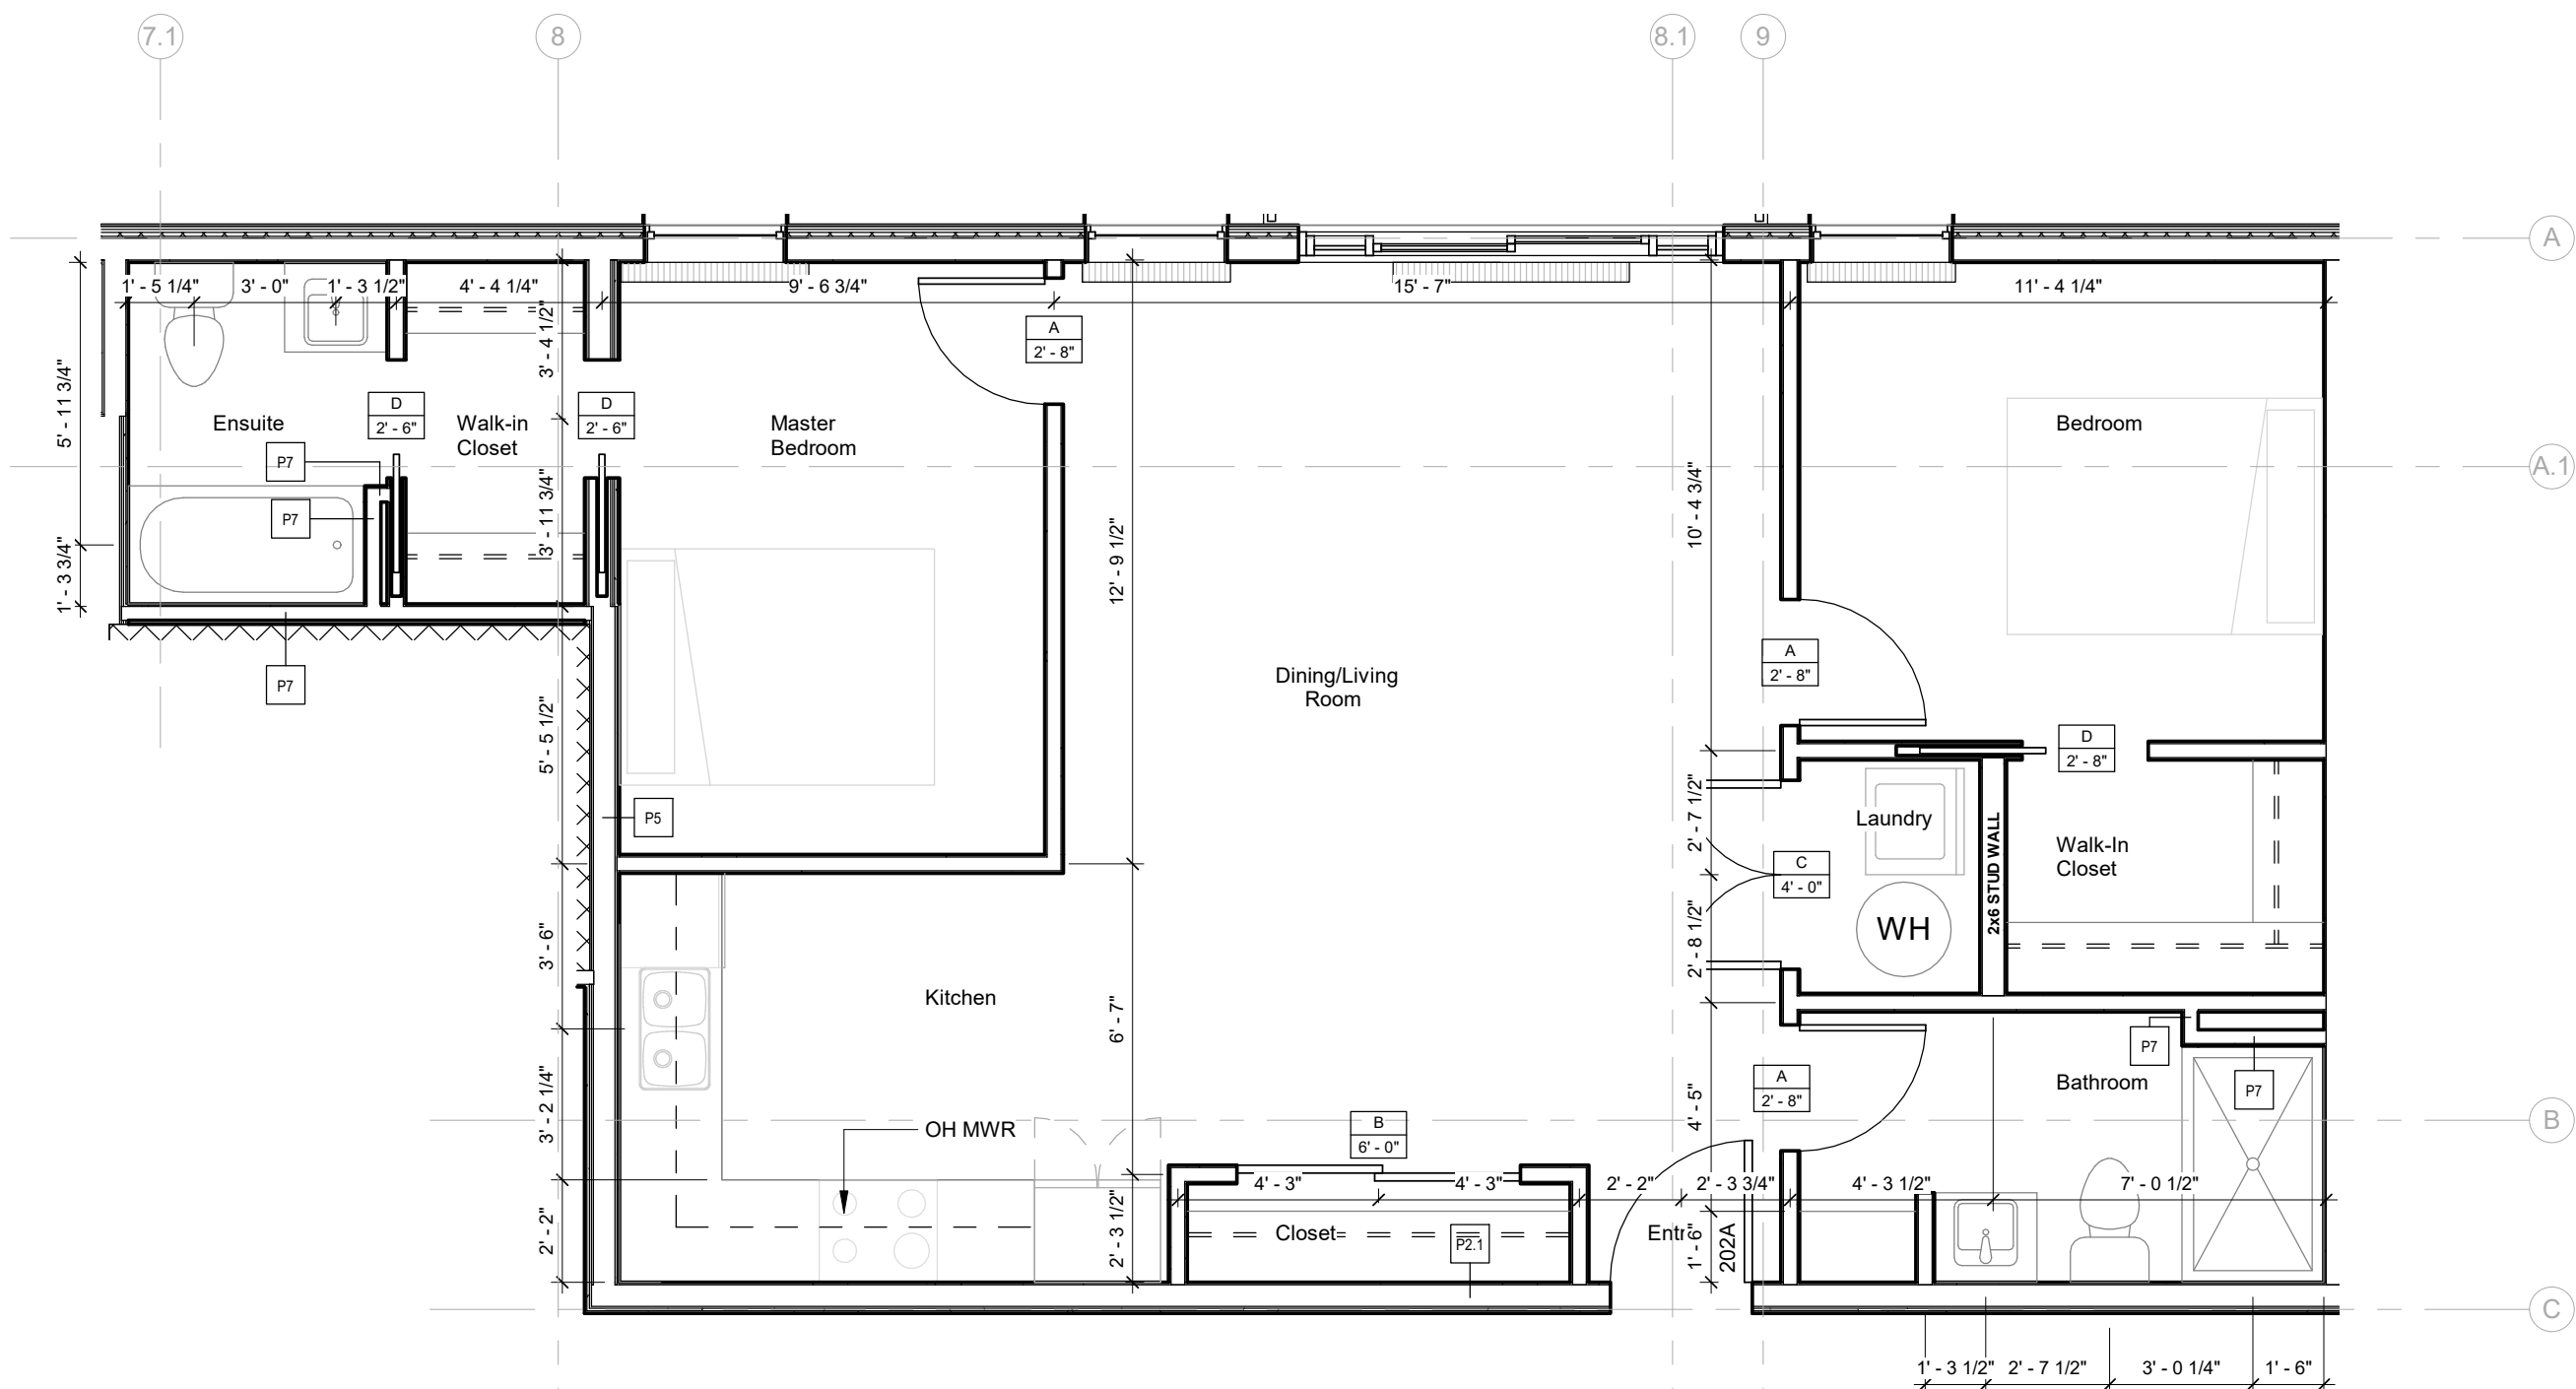 7.1
8
8.1
9
A
1' - 5 1/4"
3' - 0"
1' - 3 1/2"
4' - 4 1/4"
9' - 6 3/4"
15' - 7"
11' - 4 1/4"
3' - 4 1/2"
A
2' - 8"
5' - 11 3/4"
D
2' - 6"
D
2' - 6"
Ensuite
Walk-in
Closet
Master
Bedroom
Bedroom
P7
A.1
P7
3' - 11 3/4"
10' - 4 3/4"
12' - 9 1/2"
1' - 3 3/4"
P7
Dining/Living
Room
A
2' - 8"
5' - 5 1/2"
D
2' - 8"
P5
2' - 7 1/2"
Laundry
2x6 STUD WALL
Walk-In
Closet
C
4' - 0"
WH
3' - 6"
2' - 8 1/2"
Kitchen
6' - 7"
P7
P7
Bathroom
A
2' - 8"
3' - 2 1/4"
OH MWR
4' - 5"
B
6' - 0"
B
4' - 3"
4' - 3"
2' - 2"
2' - 3 3/4"
4' - 3 1/2"
7' - 0 1/2"
2' - 2"
2' - 3 1/2"
Closet
P2.1
Entr
1' - 6"
202A
C
1' - 3 1/2"
2' - 7 1/2"
3' - 0 1/4"
1' - 6"